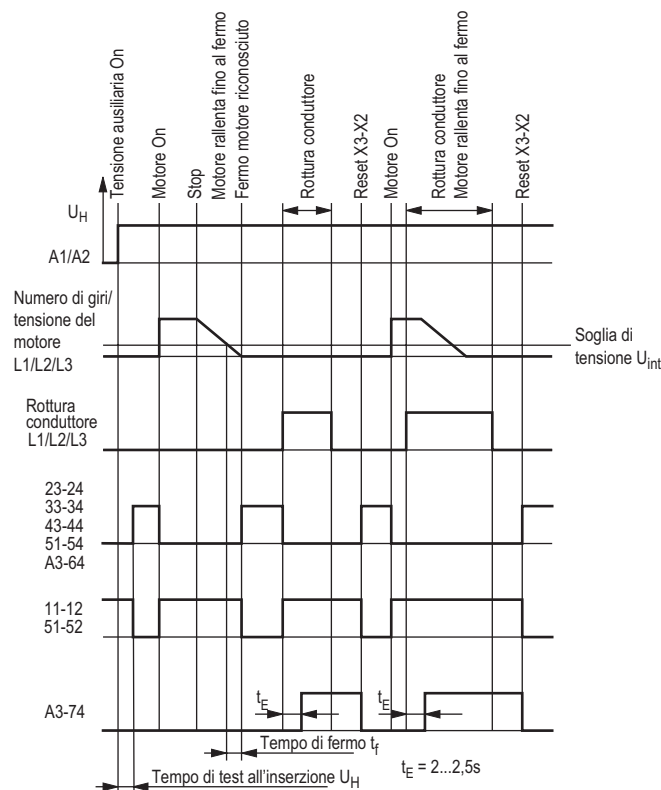 Tensione ausiliaria On
Motore On
Stop
Motore rallenta fino al fermo
Fermo motore riconosciuto
Rottura conduttore
Reset X3-X2
Motore On
Rottura conduttore
Motore rallenta fino al fermo
Reset X3-X2
UH
A1/A2
Numero di giri/
tensione del
motore
L1/L2/L3
Soglia di
tensione Uint
Rottura
conduttore
L1/L2/L3
23-24
33-34
43-44
51-54
A3-64
11-12
51-52
tE
tE
A3-74
Tempo di fermo tf
tE = 2...2,5s
Tempo di test all'inserzione UH